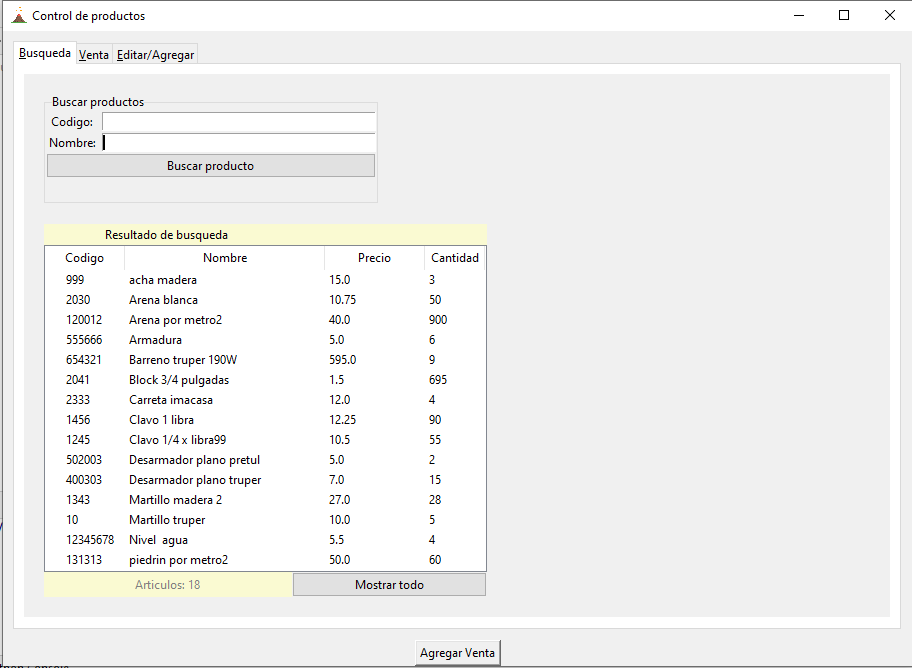 Control de productos
Busqueda Venta Editar/Agregar
Buscar productos
Codigo:
Nombre:
Buscar producto
Resultado de busqueda
Codigo Nombre Precio Cantidad
999 acha madera 15.0 3
2030 Arena blanca 10.75 50
120012 Arena por metro2 40.0 900
555666 Armadura 5.0 6
654321 Barreno truper 190W 595.0 9
2041 Block 3/4 pulgadas 1.5 695
2333 Carreta imacasa 12.0 4
1456 Clavo 1 libra 12.25 90
1245 Clavo 1/4 x libra99 10.5 55
502003 Desarmador plano pretul 5.0 2
400303 Desarmador plano truper 7.0 15
1343 Martillo madera 2 27.0 28
10 Martillo truper 10.0 5
12345678 Nivel  agua 5.5 4
131313 piedrin por metro2 50.0 60
Articulos: 18 Mostrar todo
Agregar Venta